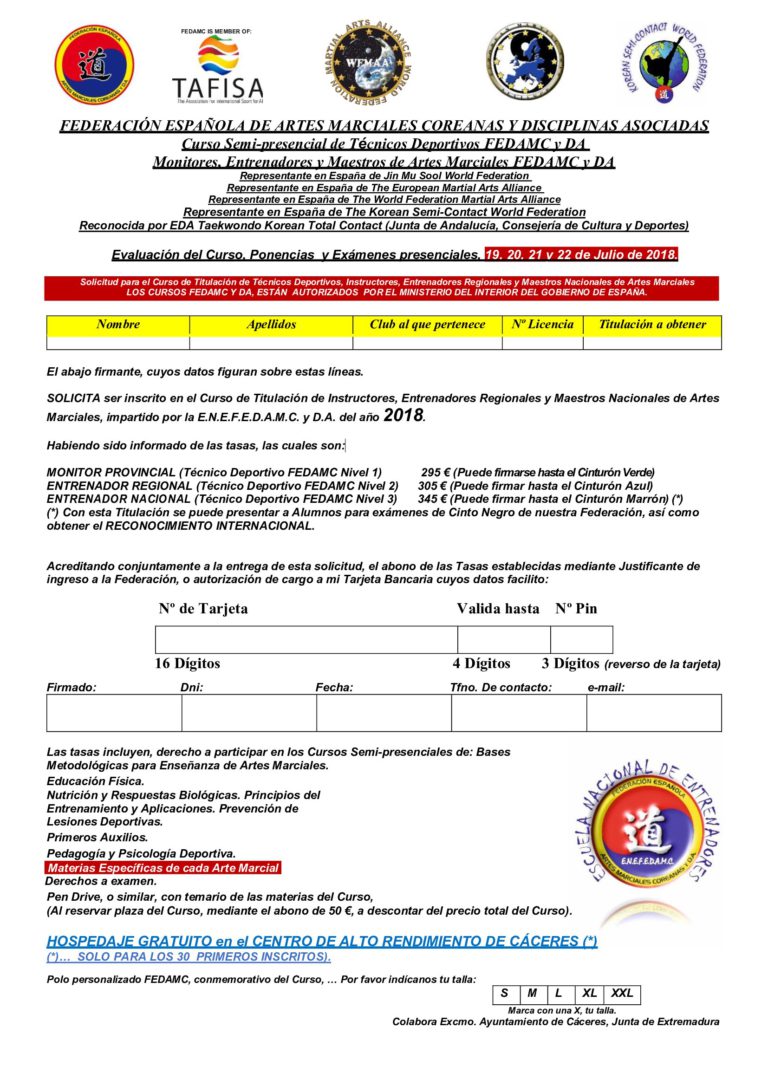 FEDERACIÓN ESPAÑOLA
道
ARTES MARCIALES COREANAS Y D.A.
FEDAMC IS MEMBER OF:
TAFISA
The Association For International Sport for All
MARTIAL ARTS ALLIANCE
WEMAA
WORLD FEDERATION
KOREAN SEMI-CONTACT WORLD FEDERATION
道
FEDERACIÓN ESPAÑOLA DE ARTES MARCIALES COREANAS Y DISCIPLINAS ASOCIADAS
Curso Semi-presencial de Técnicos Deportivos FEDAMC y DA
Monitores, Entrenadores y Maestros de Artes Marciales FEDAMC y DA
Representante en España de Jin Mu Sool World Federation
Representante en España de The European Martial Arts Alliance
Representante en España de The World Federation Martial Arts Alliance
Representante en España de The Korean Semi-Contact World Federation
Reconocida por EDA Taekwondo Korean Total Contact (Junta de Andalucía, Consejería de Cultura y Deportes)
Evaluación del Curso, Ponencias y Exámenes presenciales, 19. 20. 21 y 22 de Julio de 2018.
Solicitud para el Curso de Titulación de Técnicos Deportivos, Instructores, Entrenadores Regionales y Maestros Nacionales de Artes Marciales
LOS CURSOS FEDAMC Y DA, ESTÁN AUTORIZADOS POR EL MINISTERIO DEL INTERIOR DEL GOBIERNO DE ESPAÑA.
Nombre Apellidos Club al que pertenece Nº Licencia Titulación a obtener
El abajo firmante, cuyos datos figuran sobre estas líneas.
SOLICITA ser inscrito en el Curso de Titulación de Instructores, Entrenadores Regionales y Maestros Nacionales de Artes
Marciales, impartido por la E.N.E.F.E.D.A.M.C. y D.A. del año 2018.
Habiendo sido informado de las tasas, las cuales son:
MONITOR PROVINCIAL (Técnico Deportivo FEDAMC Nivel 1) 295 € (Puede firmarse hasta el Cinturón Verde)
ENTRENADOR REGIONAL (Técnico Deportivo FEDAMC Nivel 2) 305 € (Puede firmar hasta el Cinturón Azul)
ENTRENADOR NACIONAL (Técnico Deportivo FEDAMC Nivel 3) 345 € (Puede firmar hasta el Cinturón Marrón) (*)
(*) Con esta Titulación se puede presentar a Alumnos para exámenes de Cinto Negro de nuestra Federación, así como
obtener el RECONOCIMIENTO INTERNACIONAL.
Acreditando conjuntamente a la entrega de esta solicitud, el abono de las Tasas establecidas mediante Justificante de
ingreso a la Federación, o autorización de cargo a mi Tarjeta Bancaria cuyos datos facilito:
Nº de Tarjeta Valida hasta Nº Pin
16 Dígitos 4 Dígitos 3 Dígitos (reverso de la tarjeta)
Firmado: Dni: Fecha: Tfno. De contacto: e-mail:
Las tasas incluyen, derecho a participar en los Cursos Semi-presenciales de: Bases
Metodológicas para Enseñanza de Artes Marciales.
Educación Física.
Nutrición y Respuestas Biológicas. Principios del
Entrenamiento y Aplicaciones. Prevención de
Lesiones Deportivas.
Primeros Auxilios.
Pedagogía y Psicología Deportiva.
Materias Específicas de cada Arte Marcial
Derechos a examen.
Pen Drive, o similar, con temario de las materias del Curso,
(Al reservar plaza del Curso, mediante el abono de 50 €, a descontar del precio total del Curso).
ESCUELA NACIONAL DE ENTRENADORES
FEDERACIÓN ESPAÑOLA
道
E.N.E.F.E.D.A.M.C.
ARTES MARCIALES COREANAS Y DA
HOSPEDAJE GRATUITO en el CENTRO DE ALTO RENDIMIENTO DE CÁCERES (*)
(*)… SOLO PARA LOS 30 PRIMEROS INSCRITOS).
Polo personalizado FEDAMC, conmemorativo del Curso, … Por favor indícanos tu talla:
S M L XL XXL
Marca con una X, tu talla.
Colabora Excmo. Ayuntamiento de Cáceres, Junta de Extremadura